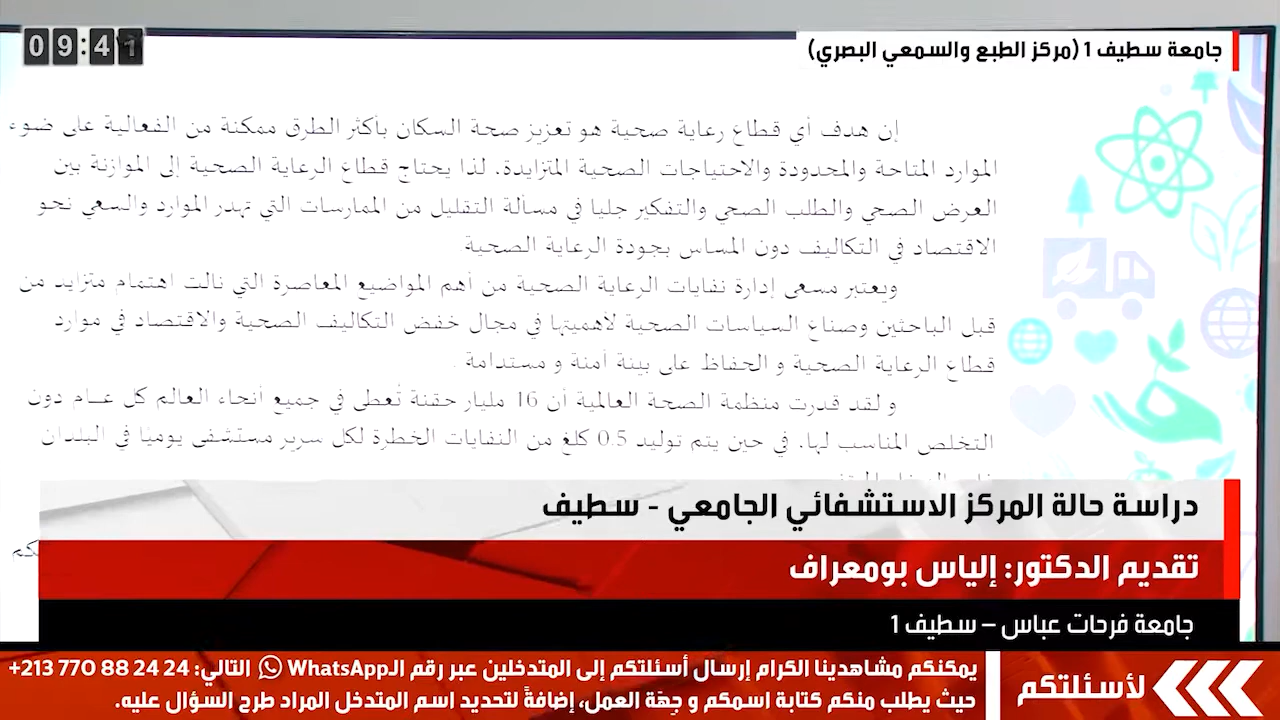 09:41
جامعة سطيف 1 (مركز الطبع والسمعي البصري)
إن هدف أي قطاع رعاية صحية هو تعزيز صحة السكان بأكثر الطرق ممكنة من الفعالية على ضوء
الموارد المتاحة والمحدودة والاحتياجات الصحية المتزايدة. لذا يحتاج قطاع الرعاية الصحية إلى الموازنة بين
العرض الصحي والطلب الصحي والتفكير جليا في مسألة التقليل من الممارسات التي تهدر الموارد والسعي نحو
الاقتصاد في التكاليف دون المساس بجودة الرعاية الصحية.
ويعتبر مسعى إدارة نفايات الرعاية الصحية من أهم المواضيع المعاصرة التي نالت اهتمام متزايد من
قبل الباحثين وصناع السياسات الصحية لأهميتها في مجال خفض التكاليف الصحية والاقتصاد في موارد
قطاع الرعاية الصحية و الحفاظ على بيئة آمنة و مستدامة .
و لقد قدرت منظمة الصحة العالمية أن 16 مليار حقنة تُعطى في جميع أنحاء العالم كل عام دون
التخلص المناسب لها. في حين يتم توليد 0.5 كلغ من النفايات الخطرة لكل سرير مستشفى يوميًا في البلدان
دراسة حالة المركز الاستشفائي الجامعي - سطيف
تقديم الدكتور: إلياس بومعراف
جامعة فرحات عباس – سطيف 1
لأسئلتكم
يمكنكم مشاهدينا الكرام إرسال أسئلتكم إلى المتدخلين عبر رقم الـWhatsApp التالي: 24 24 88 770 213+
حيث يطلب منكم كتابة اسمكم و جهة العمل، إضافةً لتحديد اسم المتدخل المراد طرح السؤال عليه.